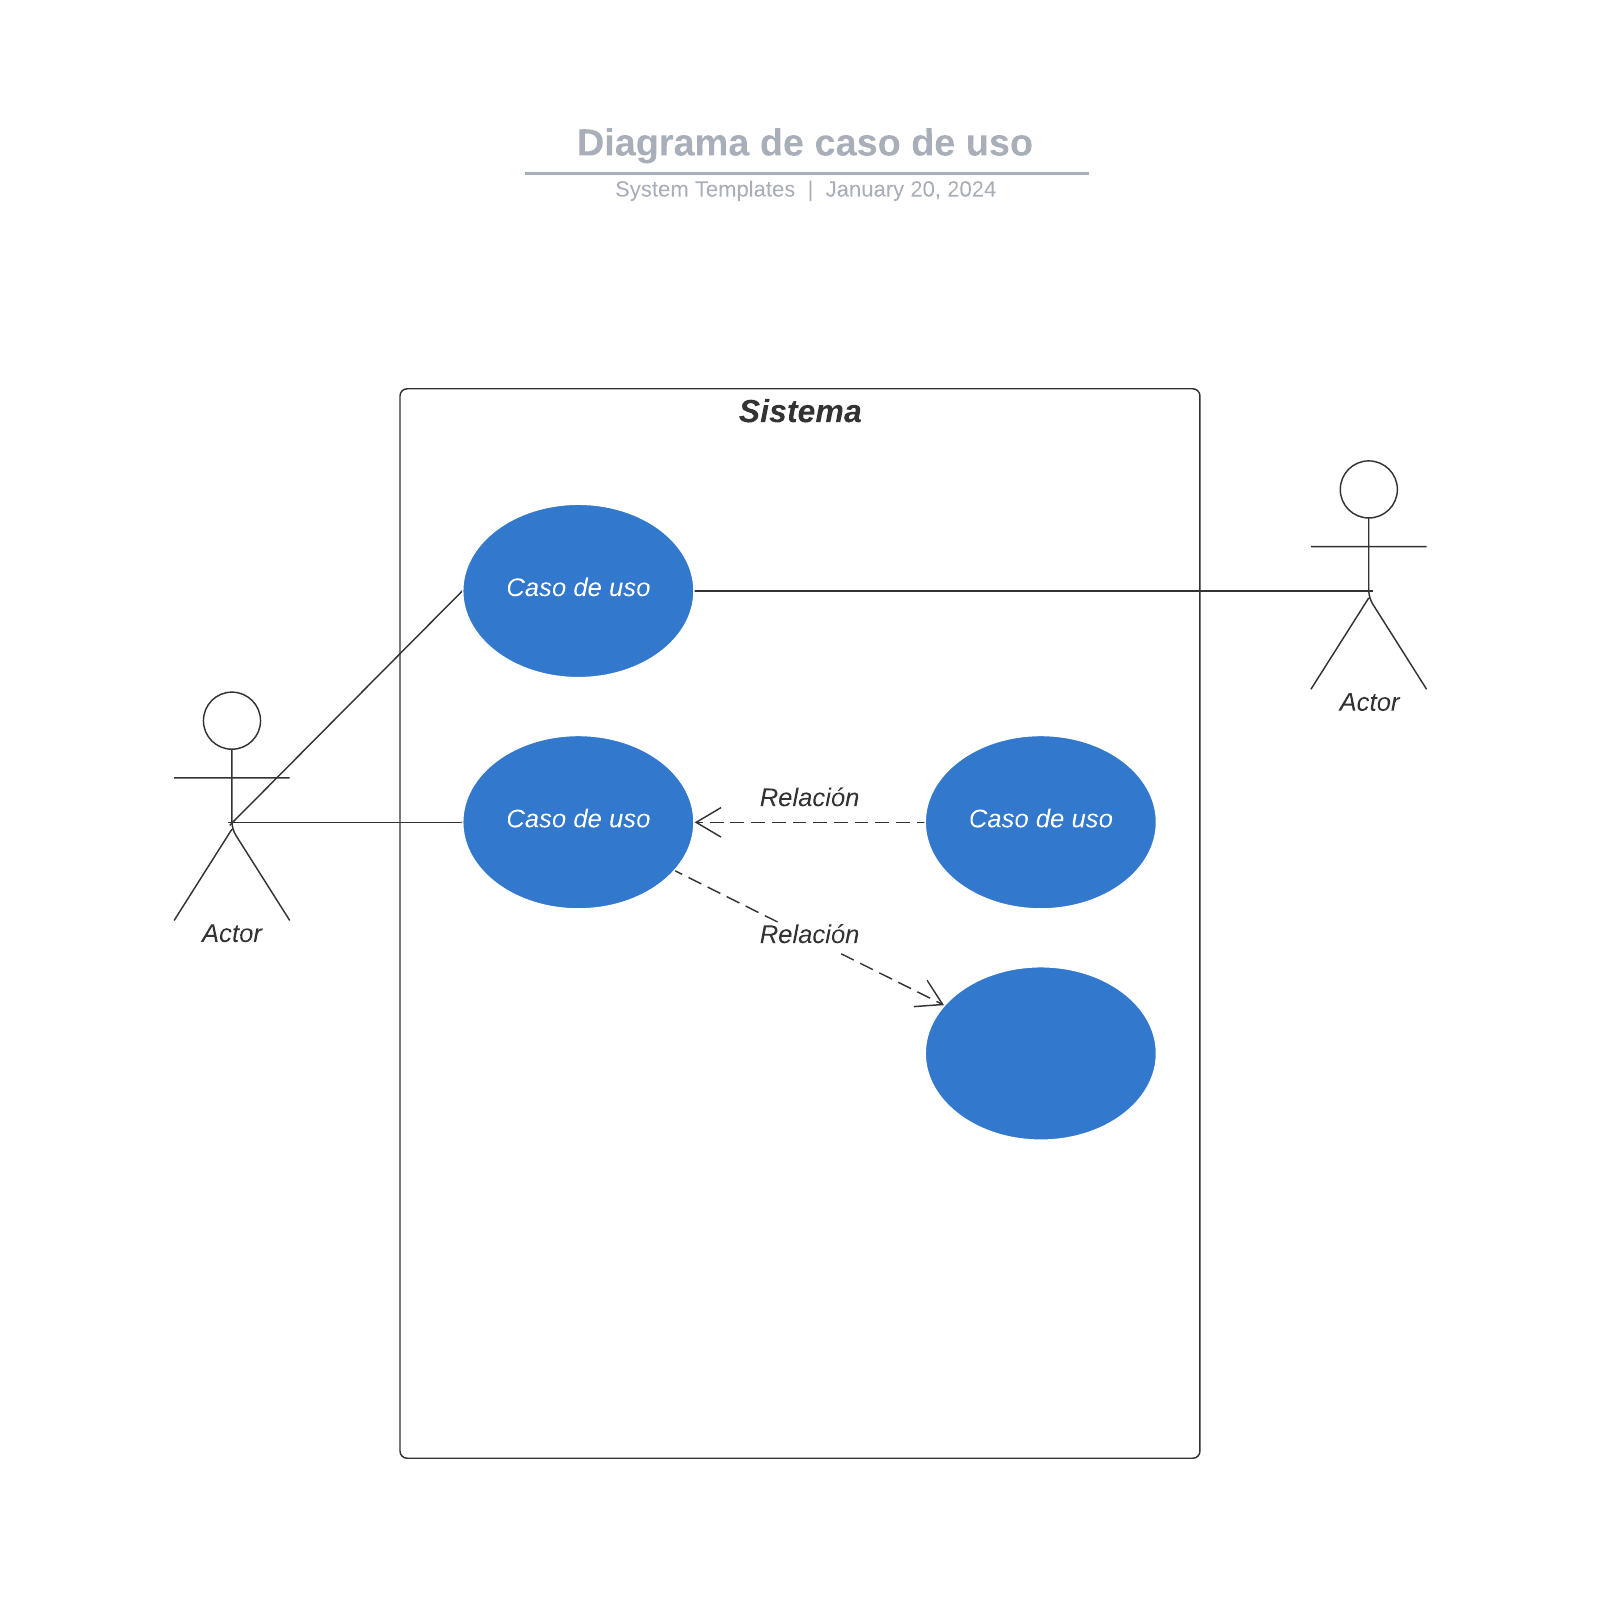 Diagrama de caso de uso
System Templates | January 20, 2024
Sistema
Caso de uso
Actor
Relación
Caso de uso
Caso de uso
Relación
Actor